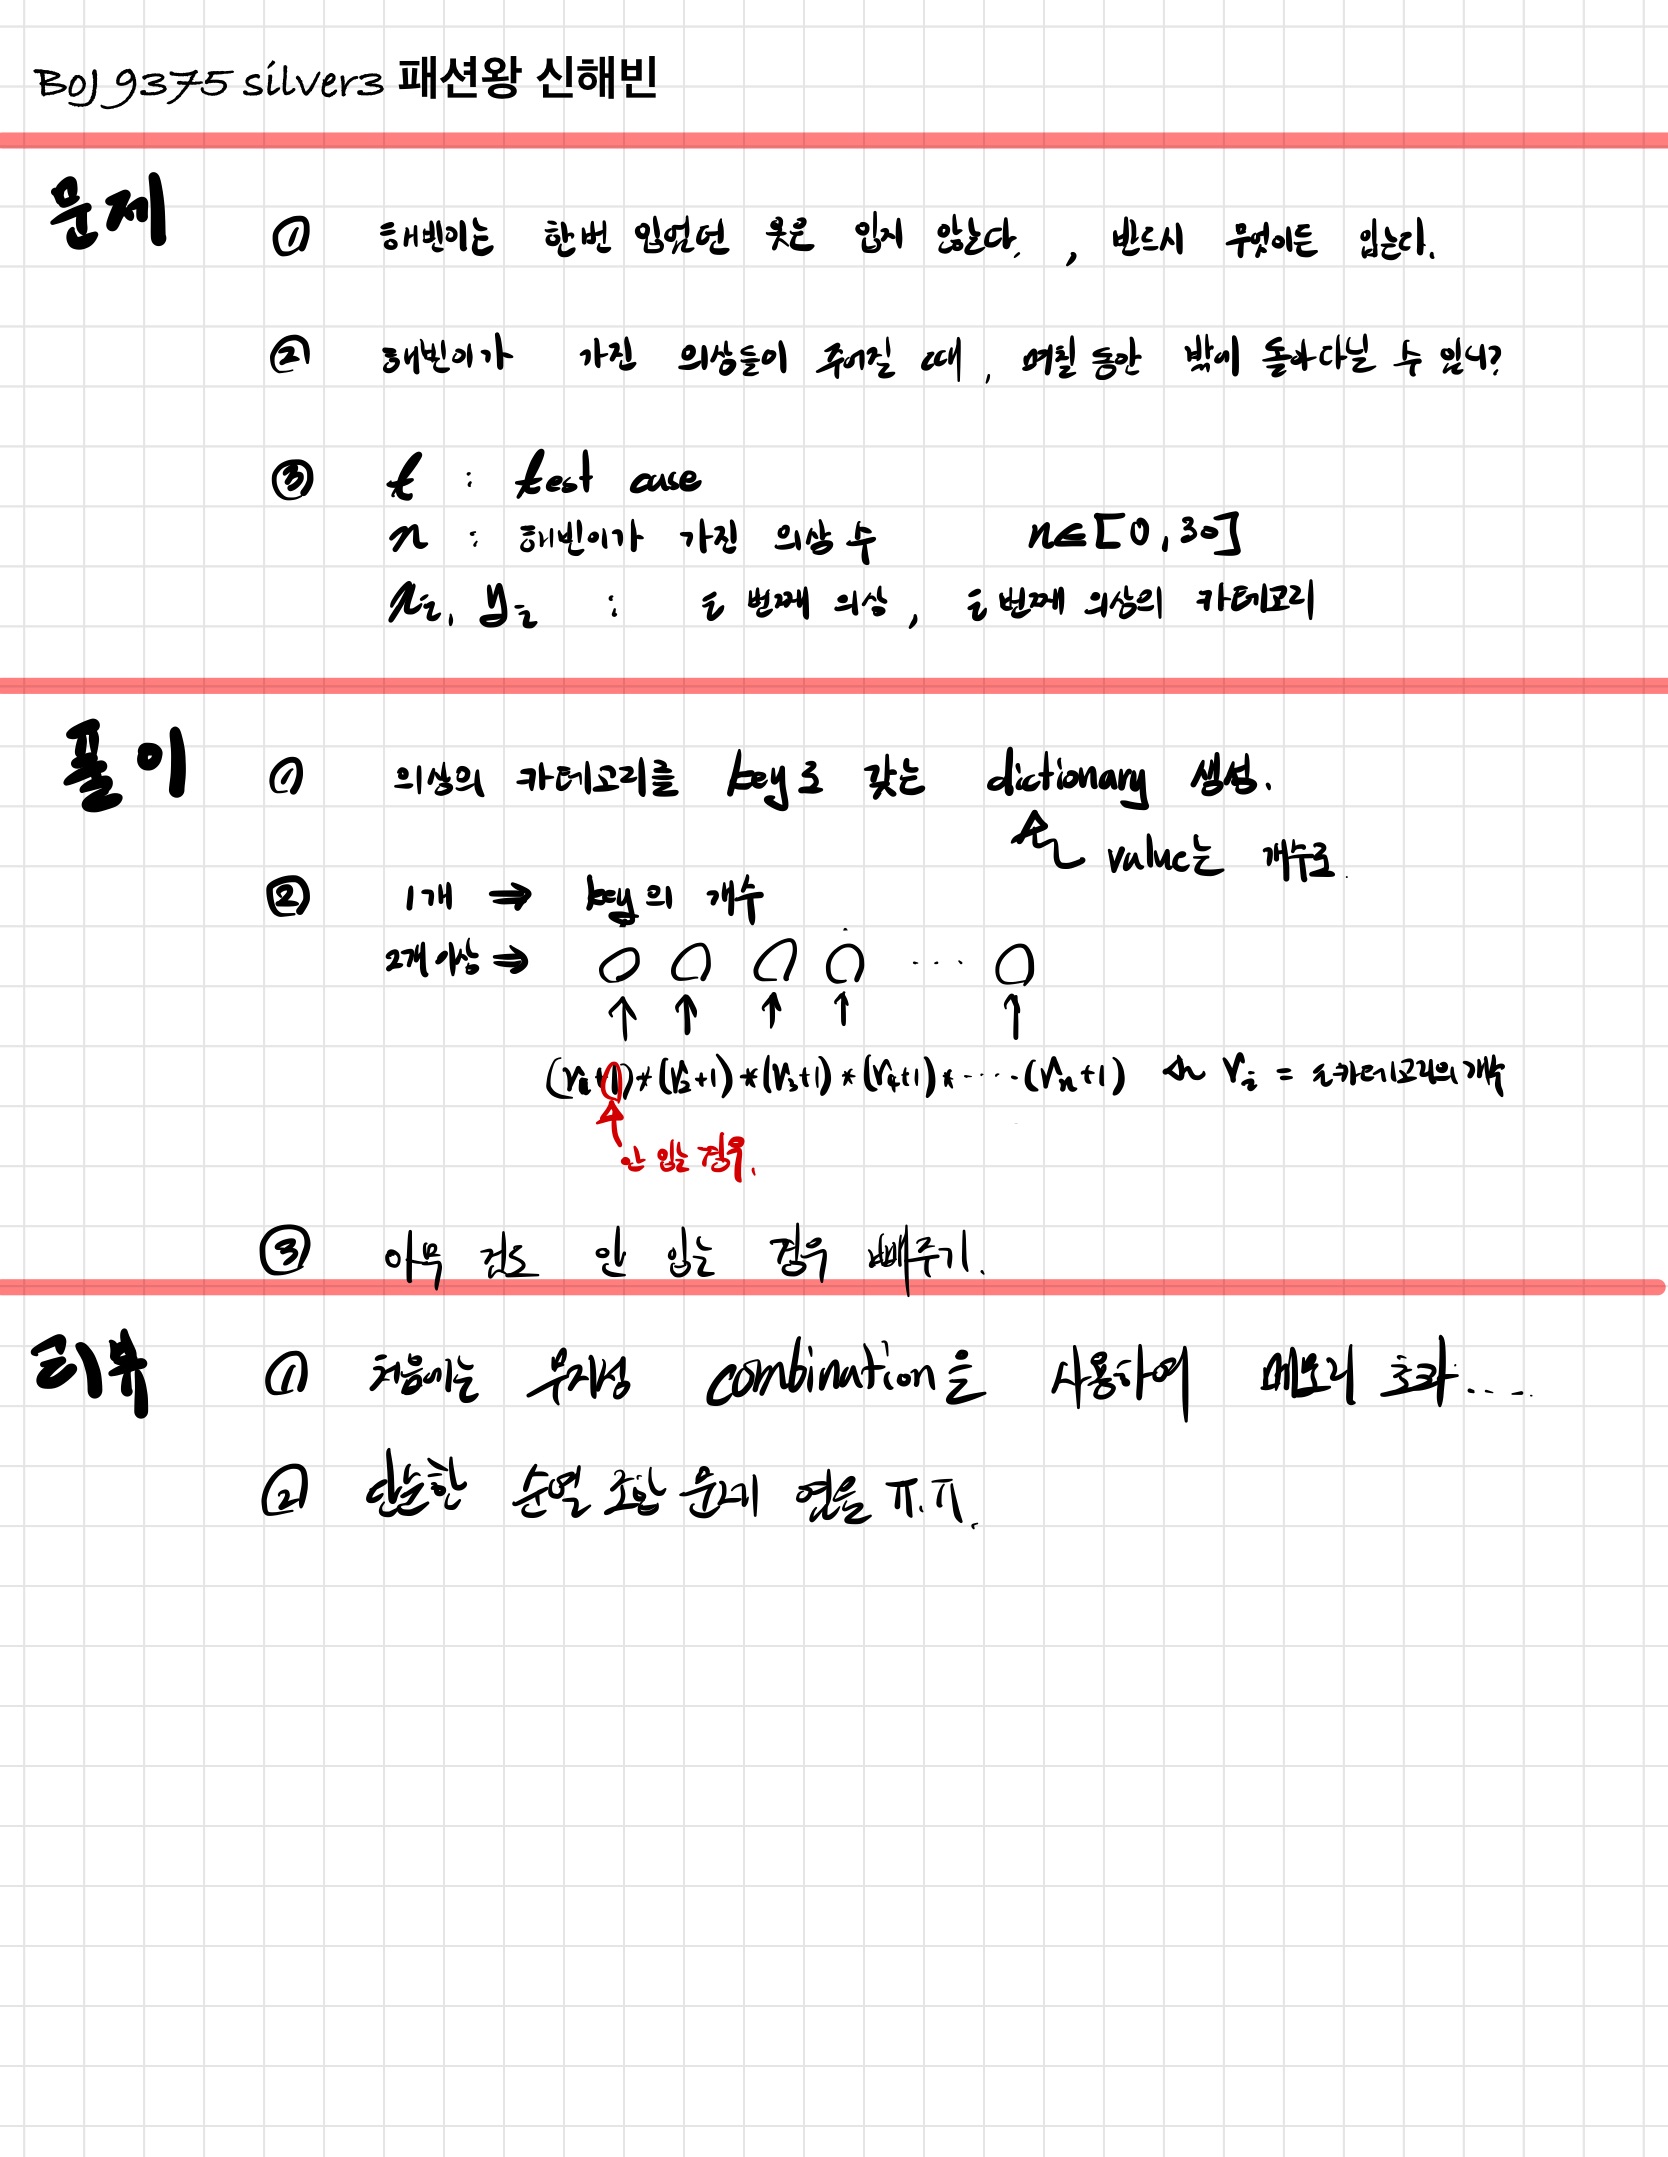 BOJ 9375 silver3 패션왕 신해빈
문제
① 해빈이는 한번 입었던 옷은 입지 않는다. , 반드시 무엇이든 입는다.
② 해빈이가 가진 의상들이 주어질 때, 며칠 동안 밖에 돌아다닐 수 있니?
③ t : test case
n : 해빈이가 가진 의상 수 n∈[0,30]
xᵢ, yᵢ : i 번째 의상, i 번째 의상의 카테고리
풀이
① 의상의 카테고리를 key로 갖는 dictionary 생성.
value는 개수로.
② 1개 ⇒ key의 개수
2개 이상 ⇒ O O O O ... O
↑ ↑ ↑ ↑ ↑
(V₁+1)*(V₂+1)*(V₃+1)*(V₄+1)*....(Vₙ+1) Vᵢ = i카테고리의 개수
안 입는 경우.
③ 아무 것도 안 입는 경우 빼주기.
리뷰
① 처음에는 무지성 combination을 사용하여 메모리 초과.....
② 단순한 순열 조합 문제 였음 ㅠ.ㅠ.